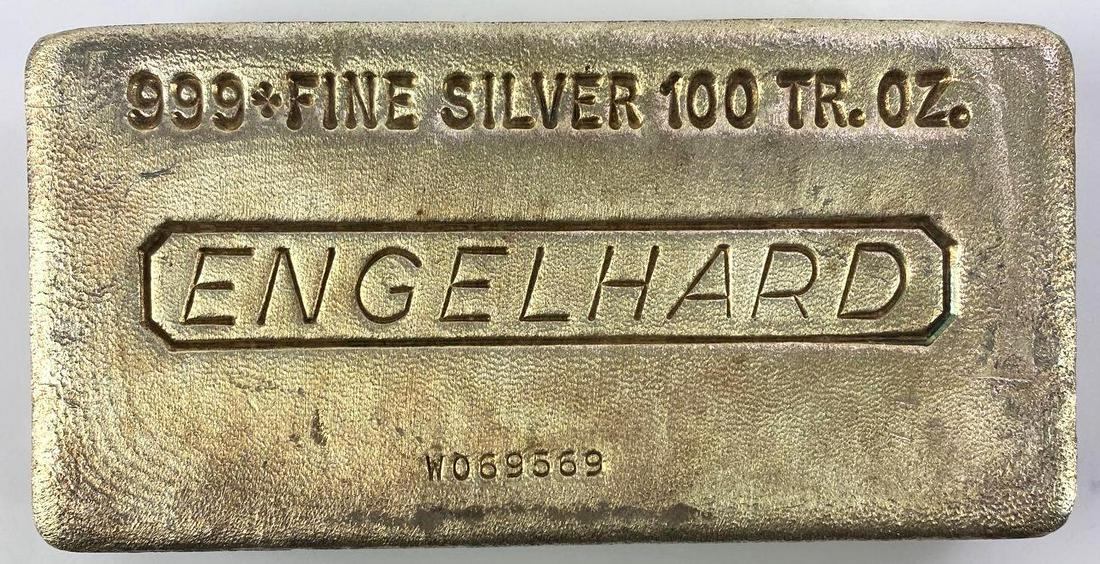 999+ FINE SILVER 100 TR. OZ.
ENGELHARD
W069569